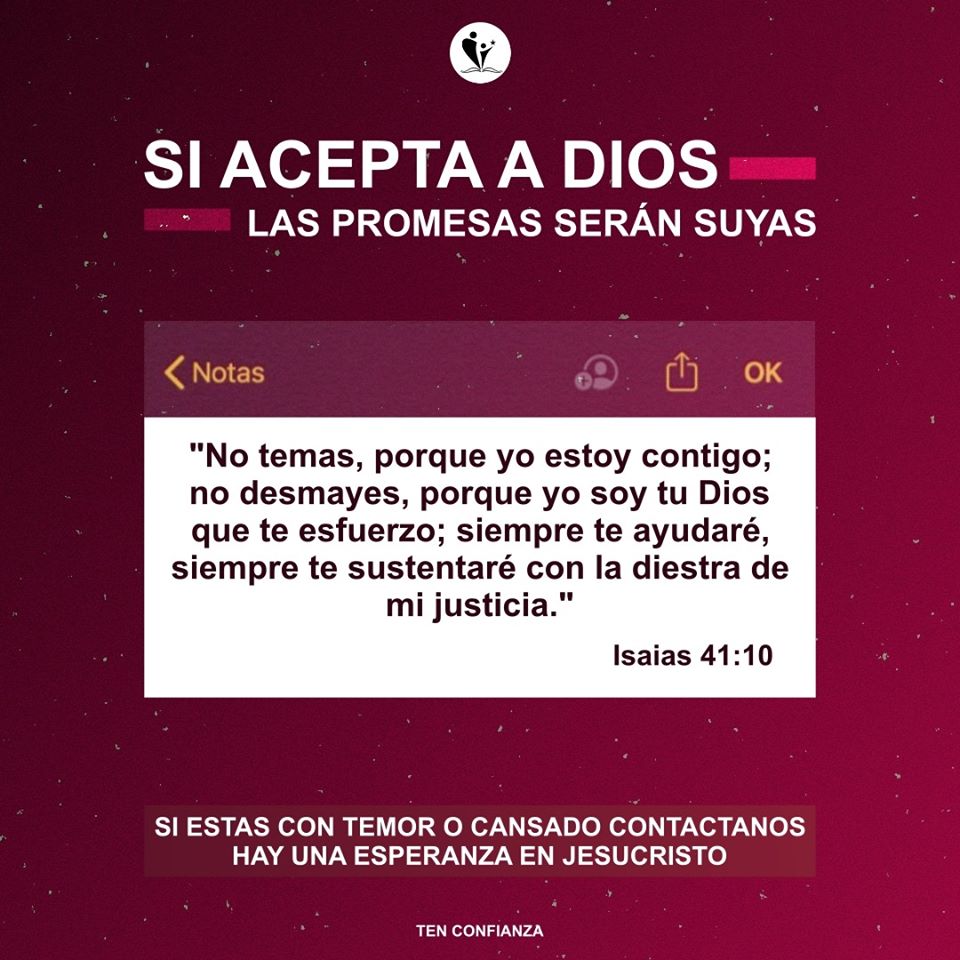 SI ACEPTA A DIOS
LAS PROMESAS SERÁN SUYAS
Notas
OK
"No temas, porque yo estoy contigo;
no desmayes, porque yo soy tu Dios
que te esfuerzo; siempre te ayudaré,
siempre te sustentaré con la diestra de
mi justicia."
Isaias 41:10
SI ESTAS CON TEMOR O CANSADO CONTACTANOS
HAY UNA ESPERANZA EN JESUCRISTO
TEN CONFIANZA